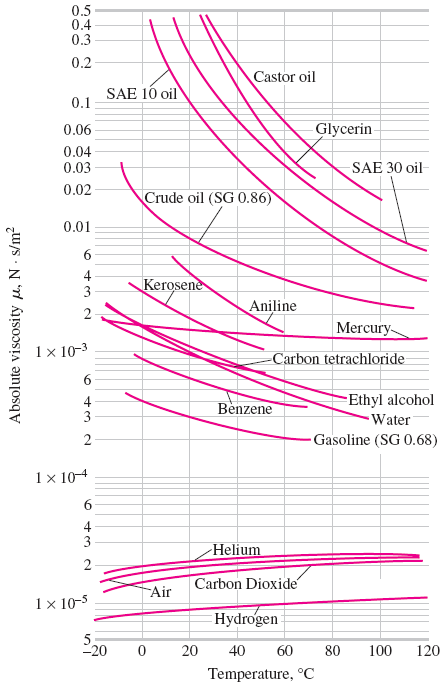 0.5
0.4
0.3
0.2
Castor oil
SAE 10 oil
0.1
0.06
Glycerin
0.04
0.03
SAE 30 oil
0.02
Crude oil (SG 0.86)
0.01
6
4
Kerosene
3
Aniline
2
Mercury
1 × 10⁻³
Carbon tetrachloride
6
4
Ethyl alcohol
Benzene
3
Water
2
Gasoline (SG 0.68)
1 × 10⁻⁴
6
4
3
Helium
2
Carbon Dioxide
Air
1 × 10⁻⁵
Hydrogen
5
−20 0 20 40 60 80 100 120
Temperature, °C
Absolute viscosity μ, N · s/m²